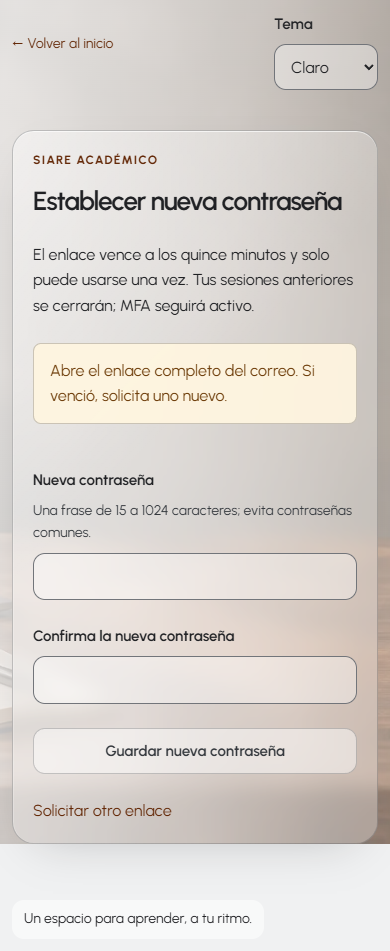 Tema
← Volver al inicio
Claro
SIARE ACADÉMICO
Establecer nueva contraseña
El enlace vence a los quince minutos y solo
puede usarse una vez. Tus sesiones anteriores
se cerrarán; MFA seguirá activo.
Abre el enlace completo del correo. Si
venció, solicita uno nuevo.
Nueva contraseña
Una frase de 15 a 1024 caracteres; evita contraseñas
comunes.
Confirma la nueva contraseña
Guardar nueva contraseña
Solicitar otro enlace
Un espacio para aprender, a tu ritmo.